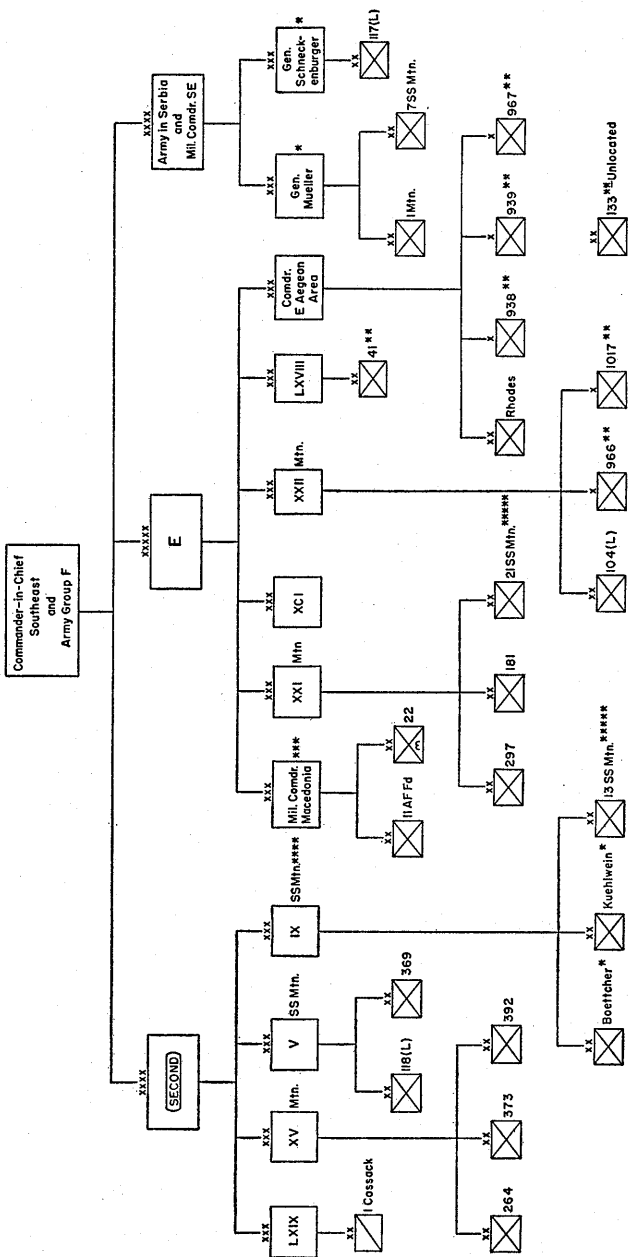 Commander-in-Chief
Southeast
and
Army Group F
xxxx
(SECOND)
xxxxx
E
xxxx
Army in Serbia
and
Mil. Comdr. SE
xxx
LXIX
xxx
XV Mtn.
xxx
V SS Mtn.
xxx
IX SS Mtn.****
xxx
Mil. Comdr. ***
Macedonia
xxx
XXI Mtn
xxx
XCI
xxx
XXII Mtn.
xxx
LXVIII
xxx
Comdr.
E Aegean
Area
xxx
Gen. *
Mueller
xxx
Gen. *
Schneck-
enburger
xx
1 Cossack
xx
118(L)
xx
369
xx
11 AF Fd
xx
22
xx
41**
xx
1 Mtn.
xx
7 SS Mtn.
xx
117(L)
xx
264
xx
373
xx
392
xx
297
xx
181
xx
21 SS Mtn.*****
xx
Rhodes
x
938**
x
939**
x
967**
xx
Boettcher*
xx
Kuehlwein*
xx
13 SS Mtn.*****
xx
104(L)
x
966**
x
1017**
xx
133** Unlocated